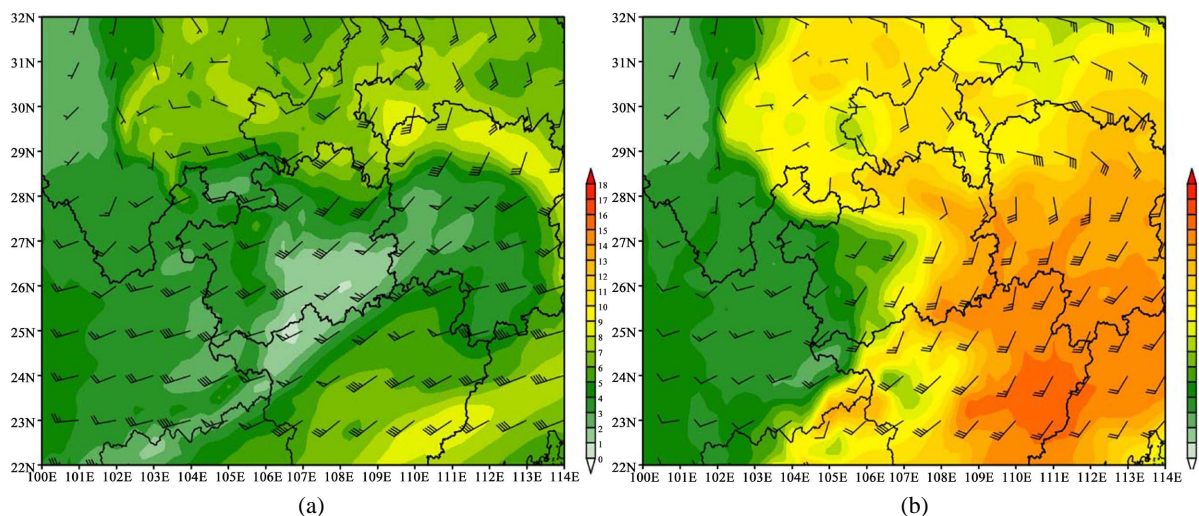 32N
31N
30N
29N
28N
27N
26N
25N
24N
23N
22N
100E 101E 102E 103E 104E 105E 106E 107E 108E 109E 110E 111E 112E 113E 114E
18
17
16
15
14
13
12
11
10
9
8
7
6
5
4
3
2
1
0
(a)
32N
31N
30N
29N
28N
27N
26N
25N
24N
23N
22N
100E 101E 102E 103E 104E 105E 106E 107E 108E 109E 110E 111E 112E 113E 114E
(b)